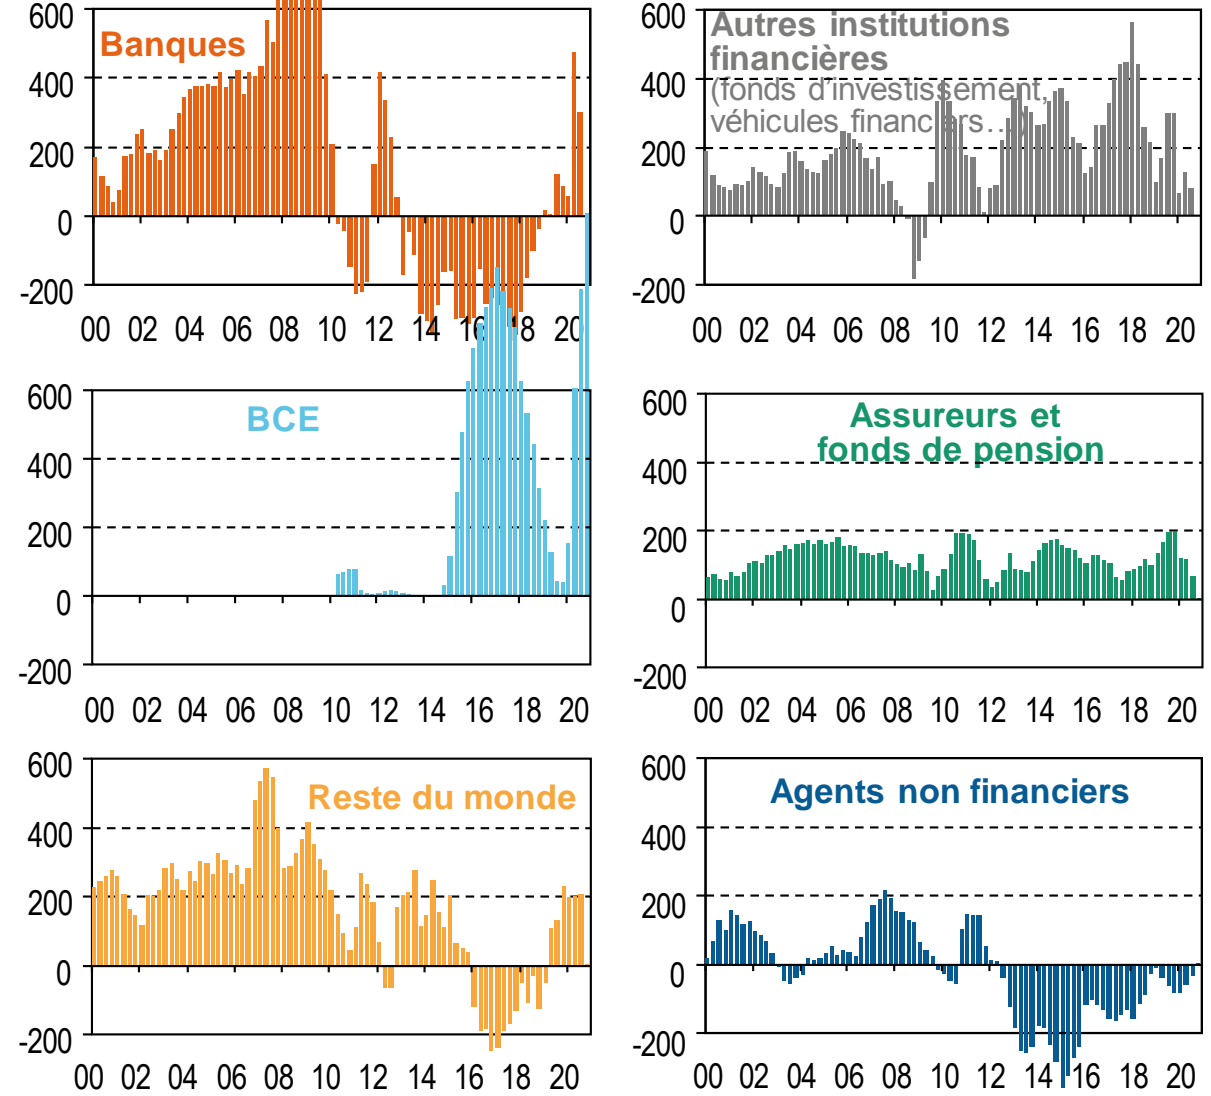 600
Banques
400
200
0
-200
00 02 04 06 08 10 12 14 16 18 20
600
Autres institutions
financières
400
(fonds d'investissement,
véhicules financiers…)
200
0
-200
00 02 04 06 08 10 12 14 16 18 20
600
BCE
400
200
0
-200
00 02 04 06 08 10 12 14 16 18 20
600
Assureurs et
fonds de pension
400
200
0
-200
00 02 04 06 08 10 12 14 16 18 20
600
Reste du monde
400
200
0
-200
00 02 04 06 08 10 12 14 16 18 20
600
Agents non financiers
400
200
0
-200
00 02 04 06 08 10 12 14 16 18 20